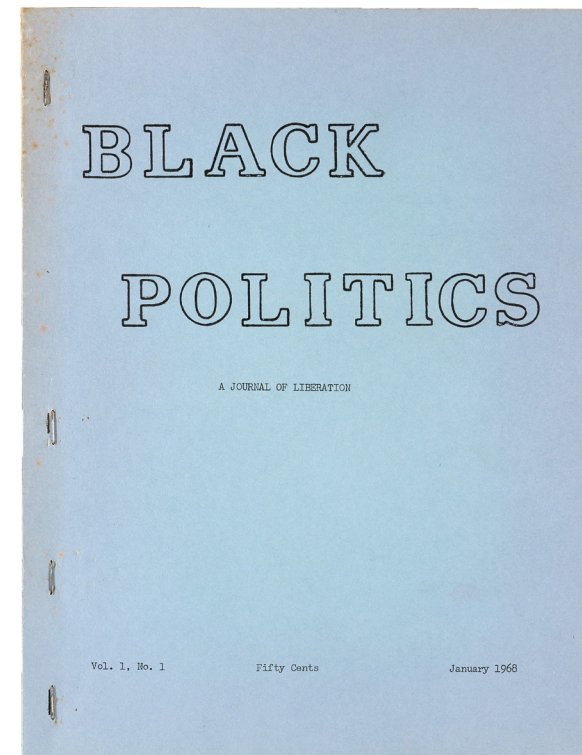 BLACK
POLITICS
A JOURNAL OF LIBERATION
Vol. 1, No. 1 Fifty Cents January 1968